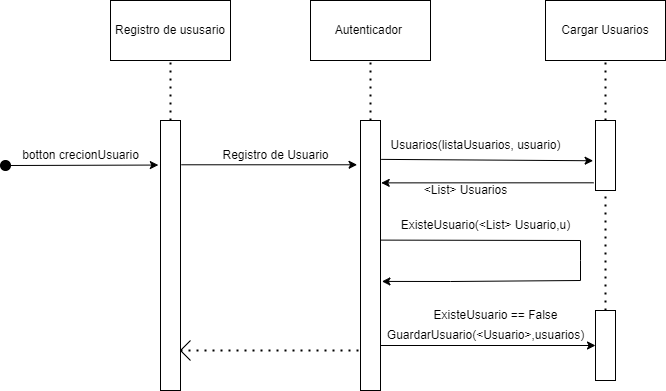 Registro de ususario
Autenticador
Cargar Usuarios
botton crecionUsuario
Registro de Usuario
Usuarios(listaUsuarios, usuario)
<List> Usuarios
ExisteUsuario(<List> Usuario,u)
ExisteUsuario == False
GuardarUsuario(<Usuario>,usuarios)